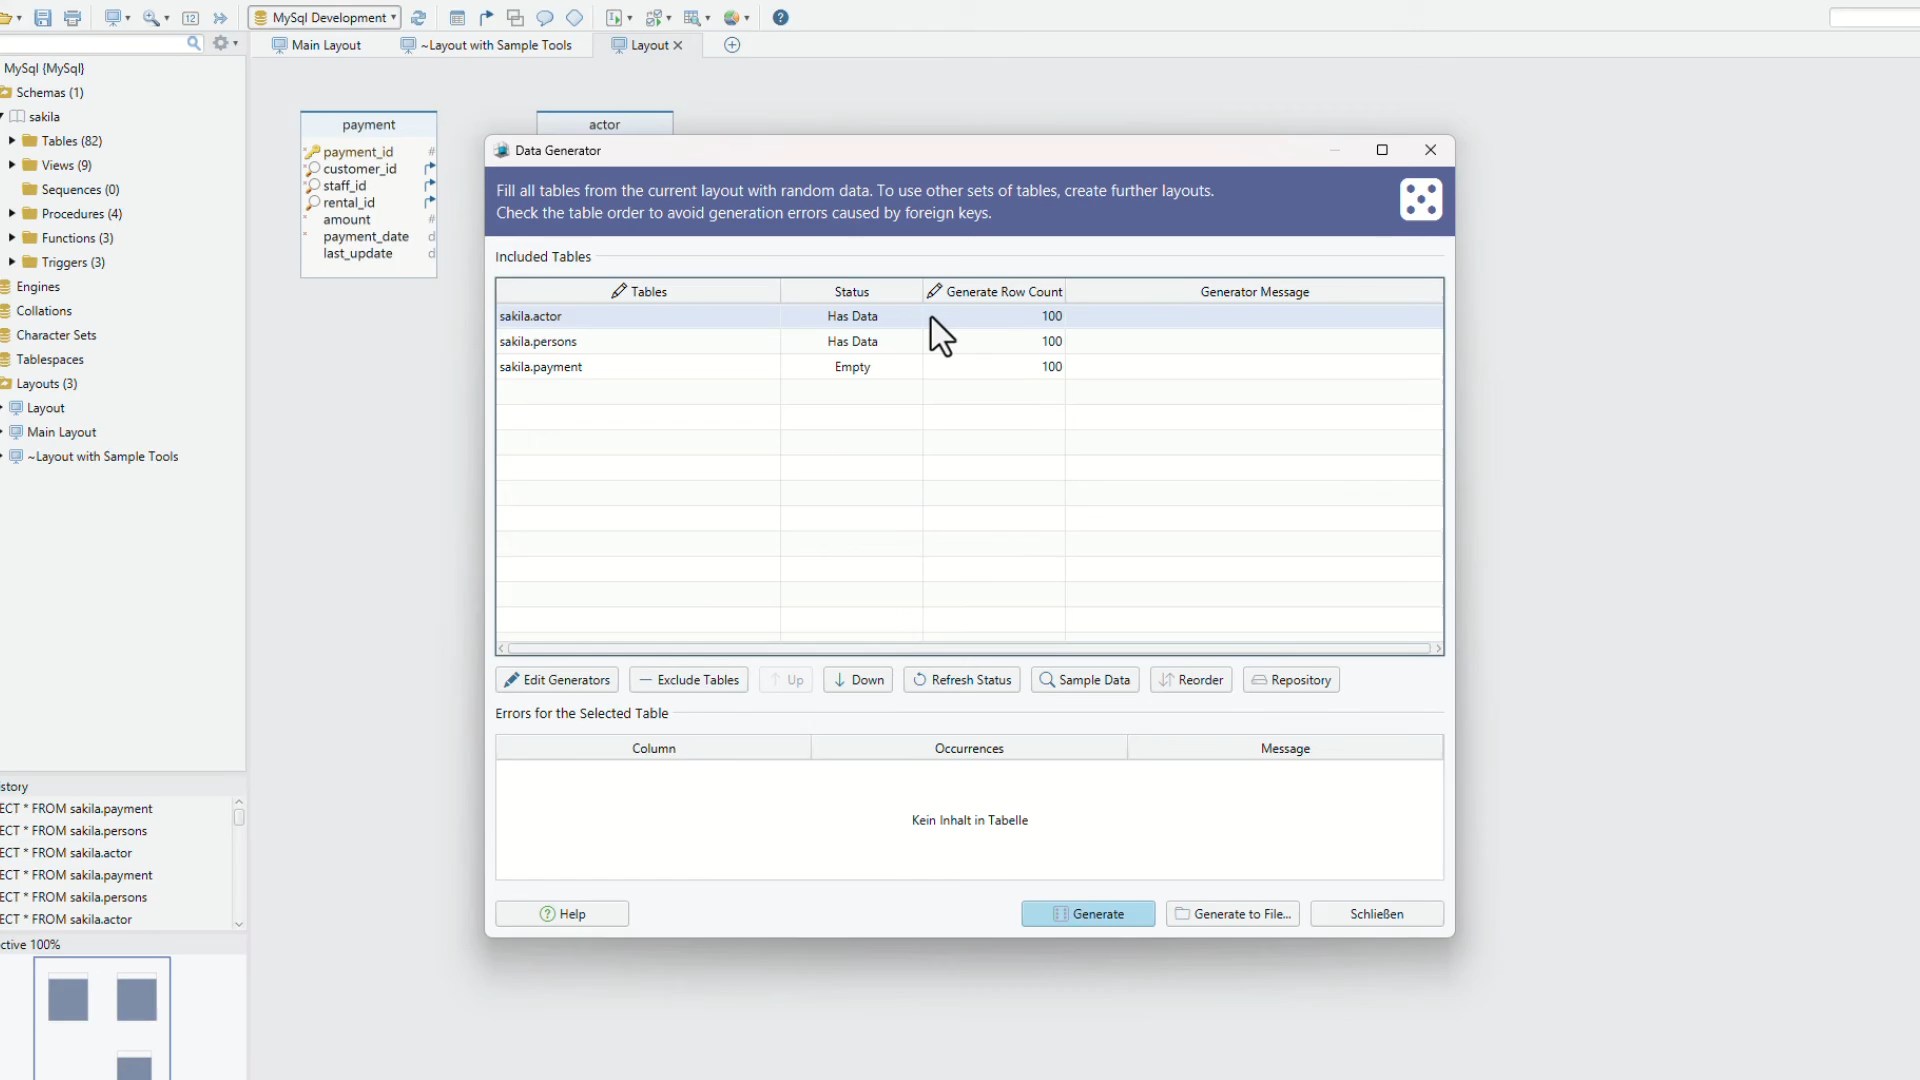 MySql Development
Main Layout
~Layout with Sample Tools
Layout
MySql {MySql}
Schemas (1)
sakila
Tables (82)
Views (9)
Sequences (0)
Procedures (4)
Functions (3)
Triggers (3)
Engines
Collations
Character Sets
Tablespaces
Layouts (3)
Layout
Main Layout
~Layout with Sample Tools
story
ECT * FROM sakila.payment
ECT * FROM sakila.persons
ECT * FROM sakila.actor
ECT * FROM sakila.payment
ECT * FROM sakila.persons
ECT * FROM sakila.actor
ctive 100%
payment
payment_id #
customer_id
staff_id
rental_id
amount #
payment_date d
last_update d
actor
Data Generator
Fill all tables from the current layout with random data. To use other sets of tables, create further layouts.
Check the table order to avoid generation errors caused by foreign keys.
Included Tables
Tables Status Generate Row Count Generator Message
sakila.actor Has Data 100
sakila.persons Has Data 100
sakila.payment Empty 100
Edit Generators Exclude Tables Up Down Refresh Status Sample Data Reorder Repository
Errors for the Selected Table
Column Occurrences Message
Kein Inhalt in Tabelle
Help Generate Generate to File... Schließen